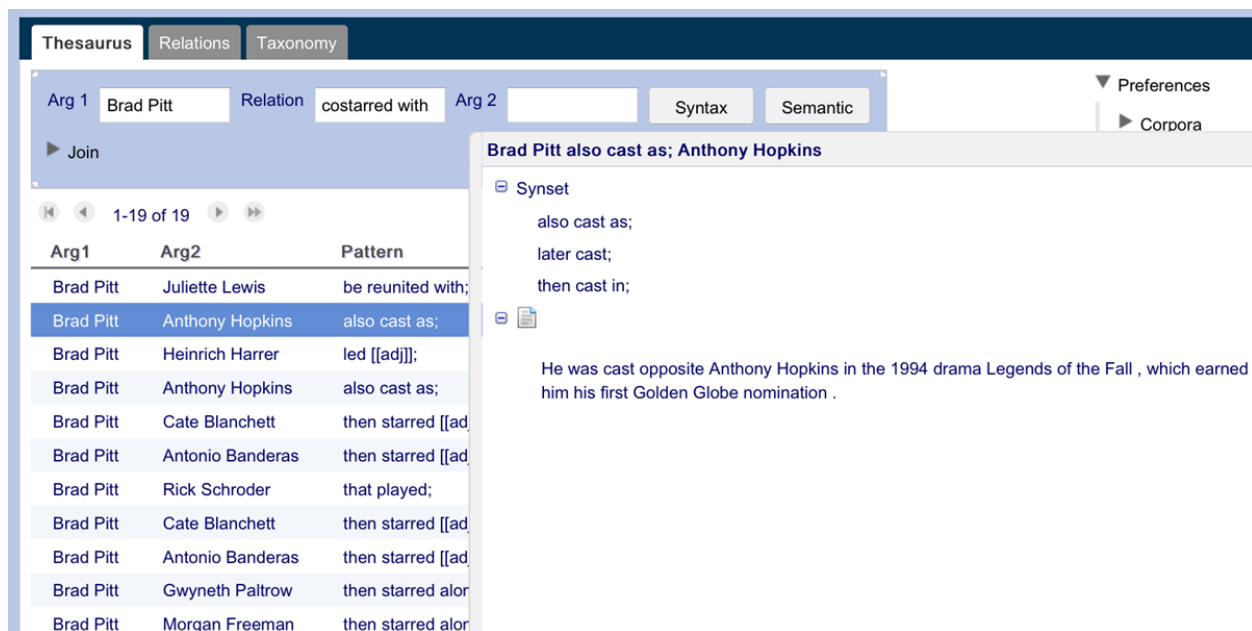 Thesaurus Relations Taxonomy
Arg 1 Brad Pitt Relation costarred with Arg 2 Syntax Semantic
Join
Preferences
Corpora
1-19 of 19
Arg1 Arg2 Pattern
Brad Pitt Juliette Lewis be reunited with;
Brad Pitt Anthony Hopkins also cast as;
Brad Pitt Heinrich Harrer led [[adj]];
Brad Pitt Anthony Hopkins also cast as;
Brad Pitt Cate Blanchett then starred [[ad
Brad Pitt Antonio Banderas then starred [[ad
Brad Pitt Rick Schroder that played;
Brad Pitt Cate Blanchett then starred [[ad
Brad Pitt Antonio Banderas then starred [[ad
Brad Pitt Gwyneth Paltrow then starred alon
Brad Pitt Morgan Freeman then starred alon
Brad Pitt also cast as; Anthony Hopkins
Synset
also cast as;
later cast;
then cast in;
He was cast opposite Anthony Hopkins in the 1994 drama Legends of the Fall , which earned
him his first Golden Globe nomination .